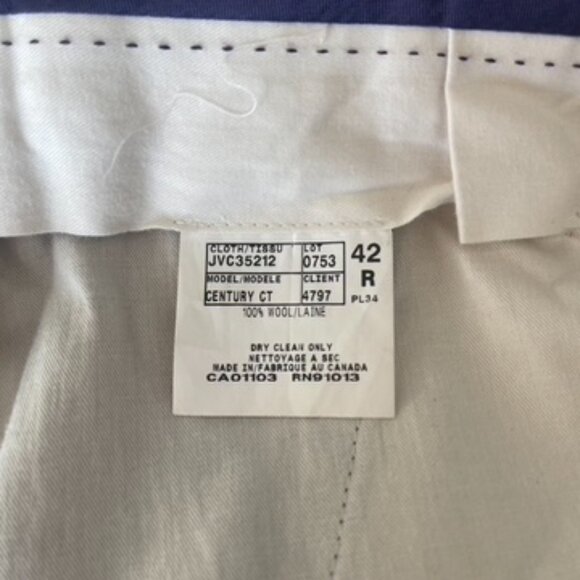 CLOTH/TISSU LOT 42
JVC35212 0753
MODEL/MODELE CLIENT R
CENTURY CT 4797 PL34
100% WOOL/LAINE
DRY CLEAN ONLY
NETTOYAGE A SEC
MADE IN/FABRIQUE AU CANADA
CA01103 RN91013